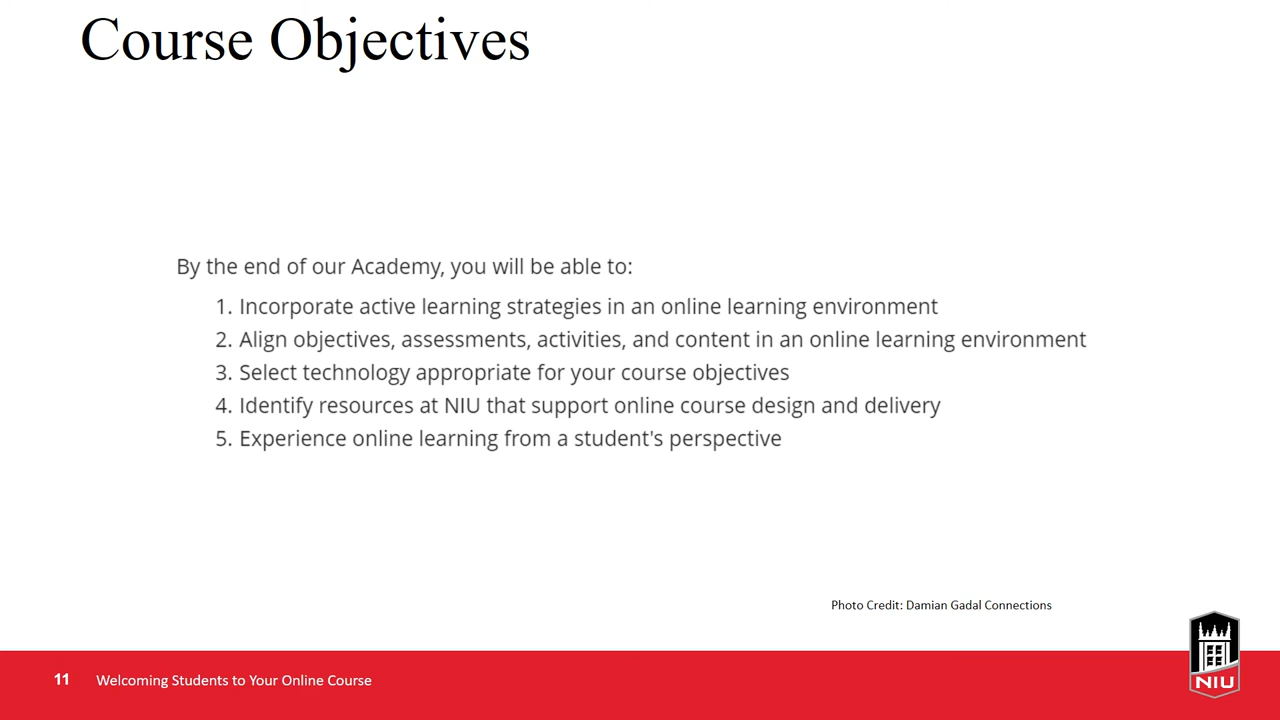 Course Objectives
By the end of our Academy, you will be able to:
1. Incorporate active learning strategies in an online learning environment
2. Align objectives, assessments, activities, and content in an online learning environment
3. Select technology appropriate for your course objectives
4. Identify resources at NIU that support online course design and delivery
5. Experience online learning from a student's perspective
Photo Credit: Damian Gadal Connections
11 Welcoming Students to Your Online Course
NIU